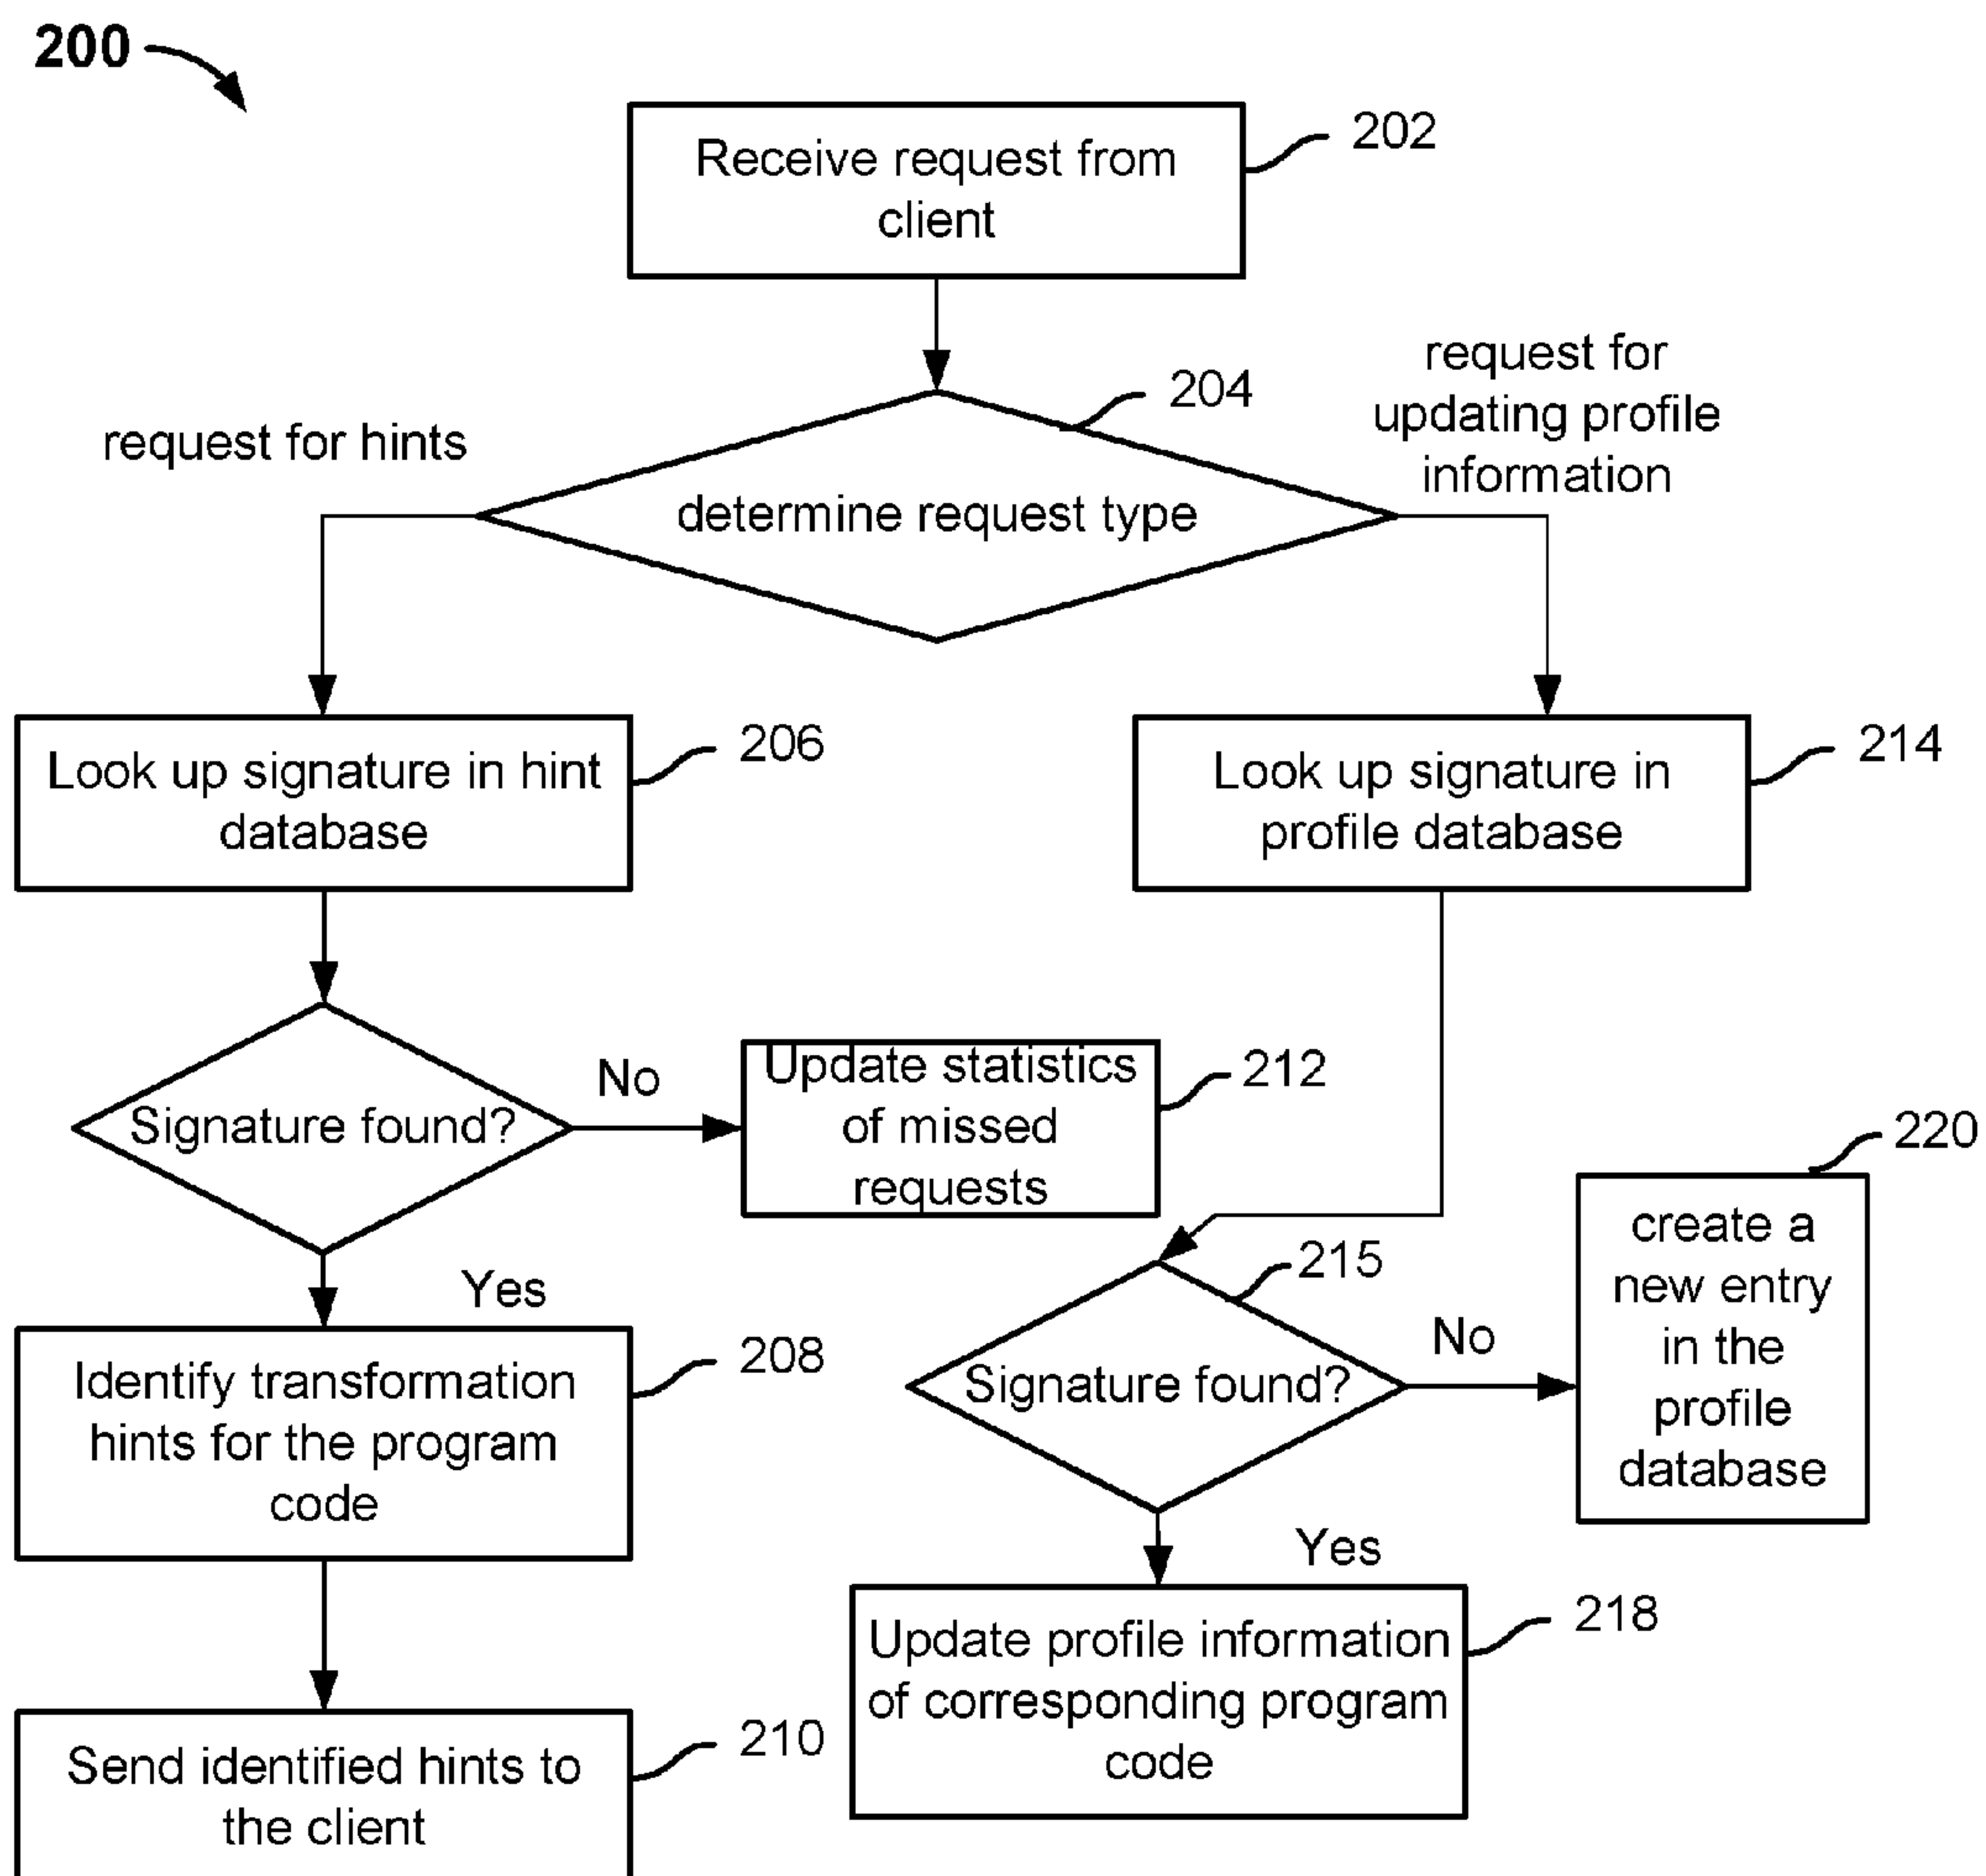 200
Receive request from
client
202
204
request for
updating profile
information
request for hints
determine request type
Look up signature in hint
database
206
Look up signature in
profile database
214
Signature found?
No
Update statistics
of missed
requests
212
Yes
220
create a
new entry
in the
profile
database
215
Signature found?
No
Identify transformation
hints for the program
code
208
Yes
Update profile information
of corresponding program
code
218
Send identified hints to
the client
210